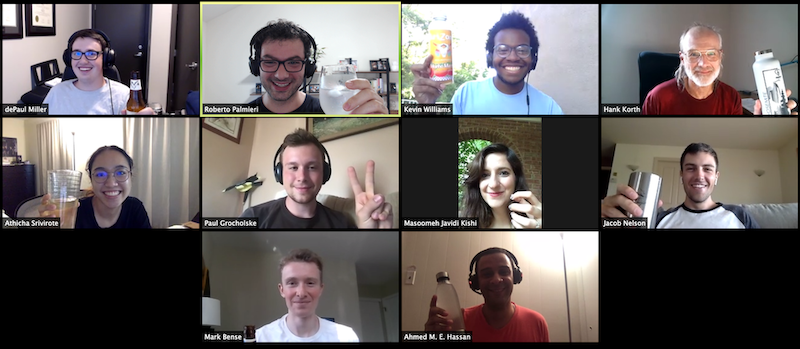 dePaul Miller
Roberto Palmieri
Kevin Williams
Hank Korth
Athicha Srivirote
Paul Grocholske
Masoomeh Javidi Kishi
Jacob Nelson
Mark Bense
Ahmed M. E. Hassan